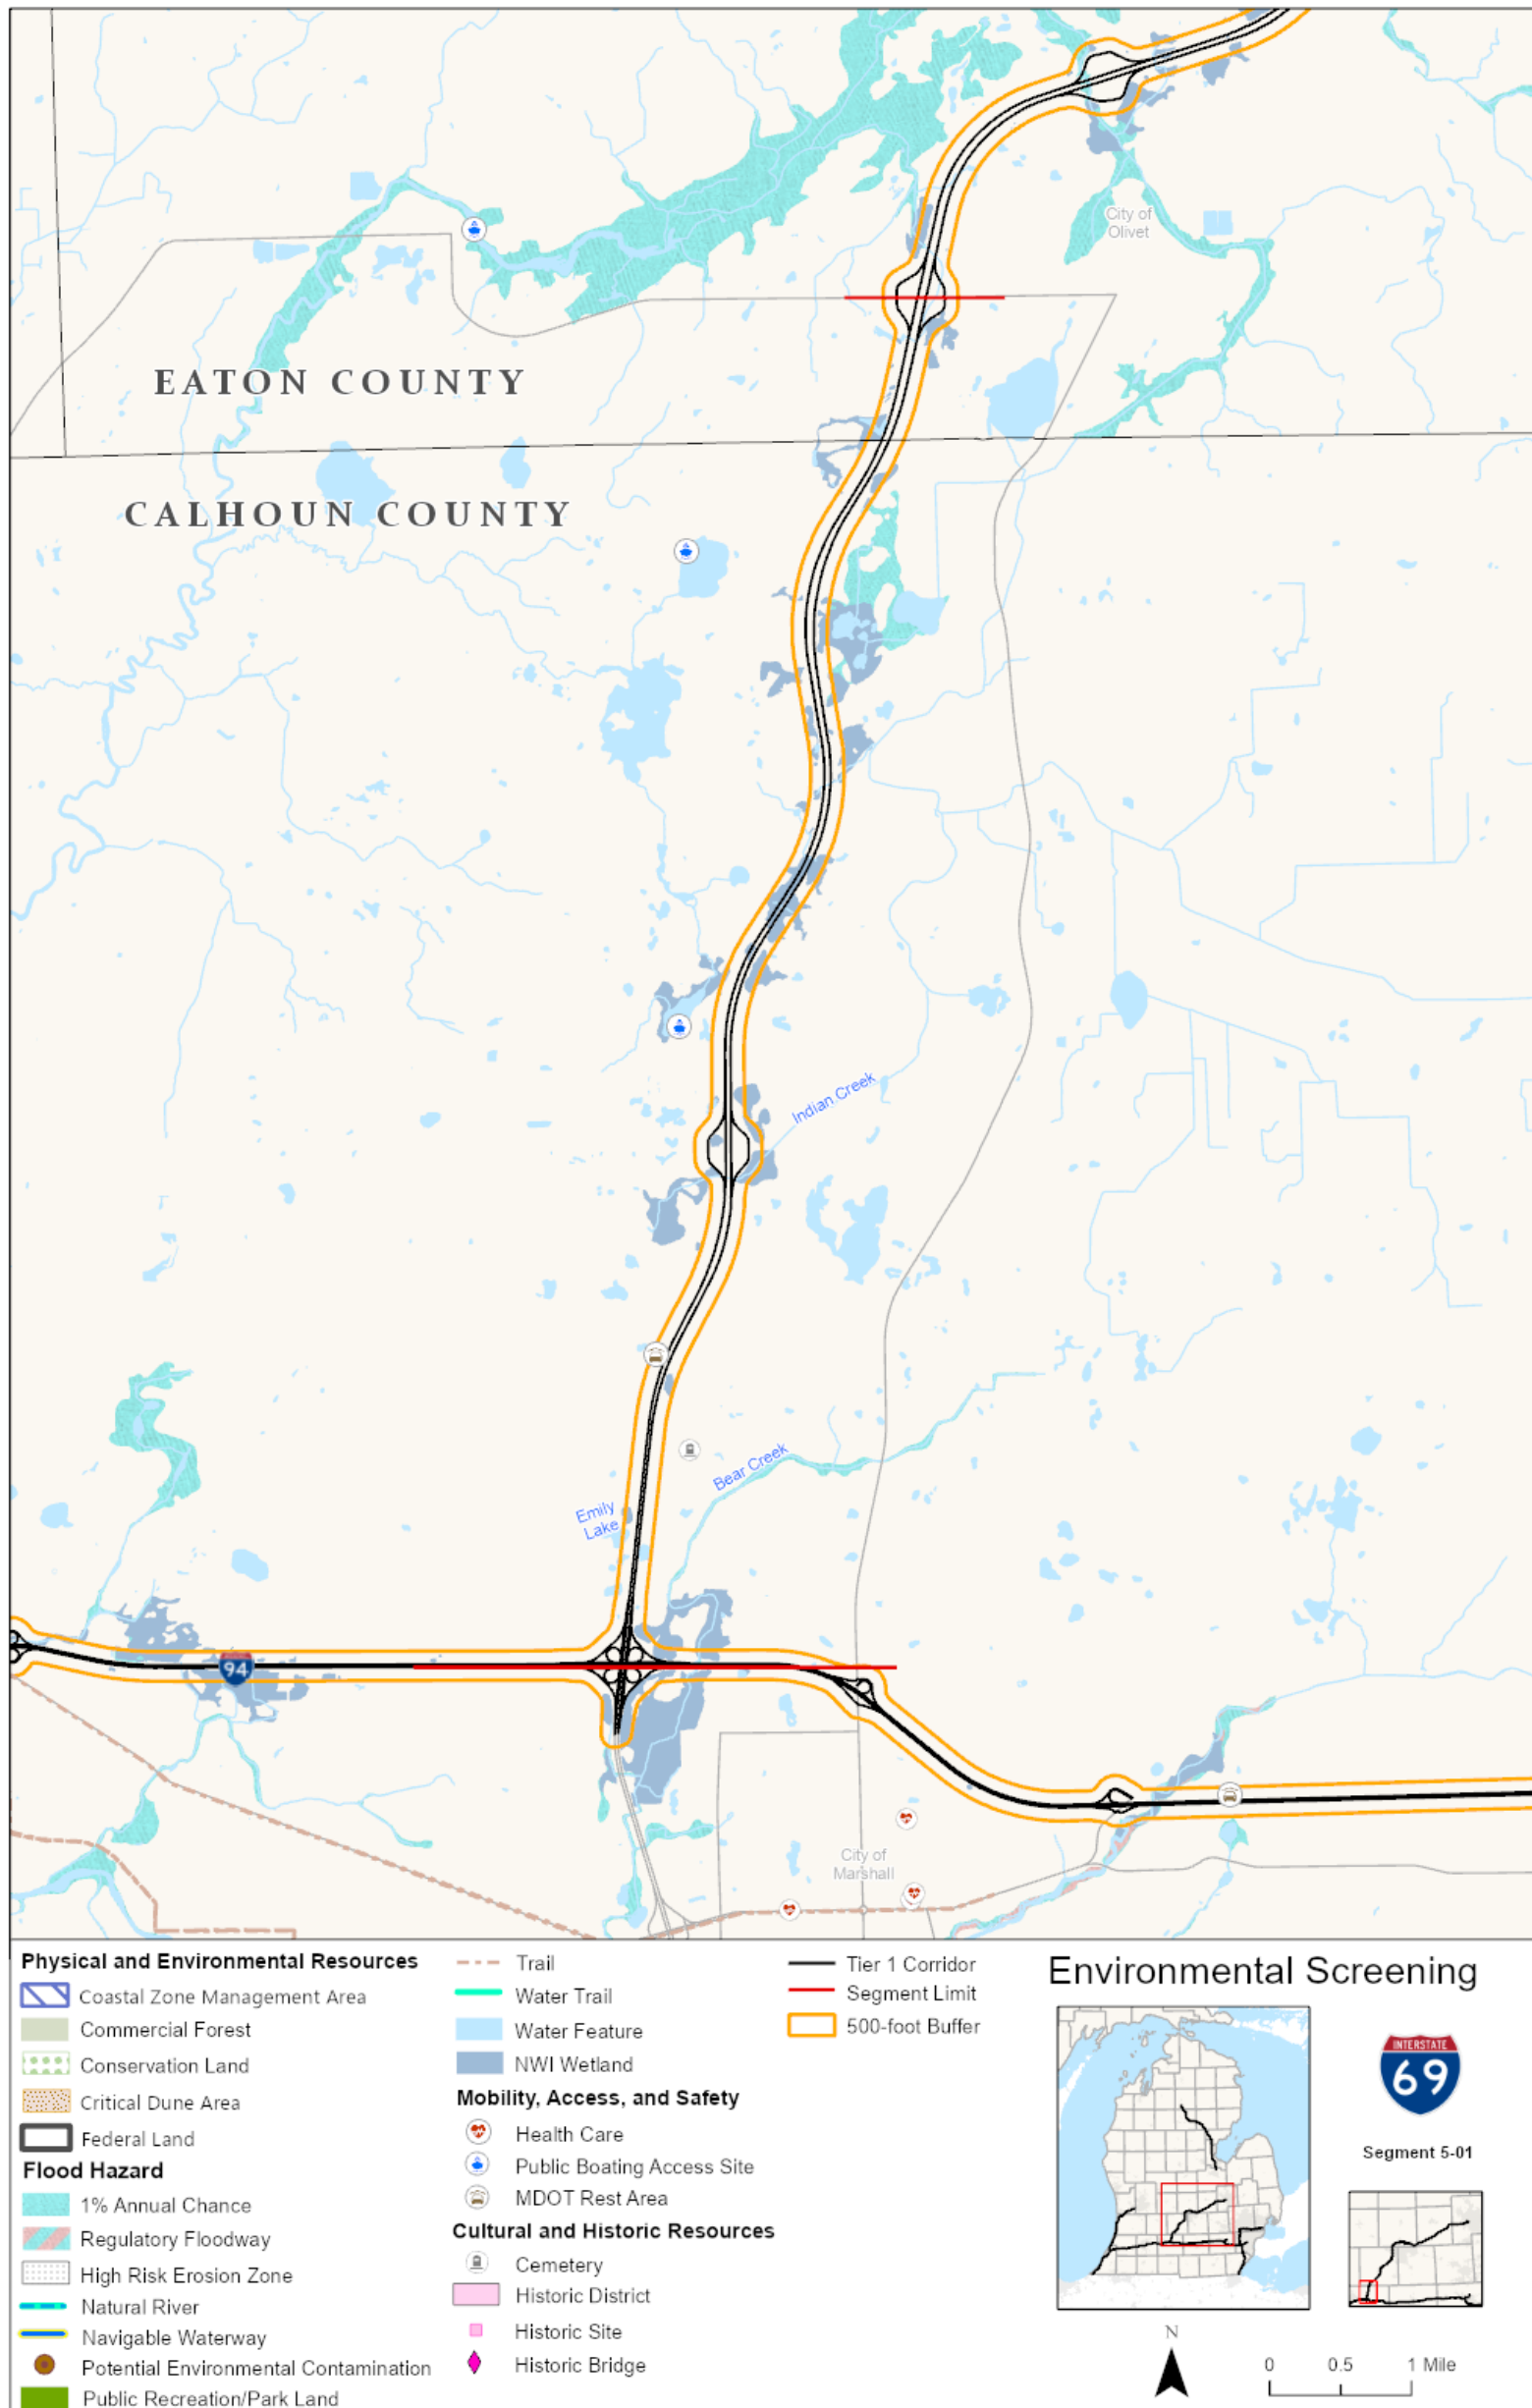 City of
Olivet
EATON COUNTY
CALHOUN COUNTY
Indian Creek
Bear Creek
Emily
Lake
94
City of
Marshall
Physical and Environmental Resources
Coastal Zone Management Area
Commercial Forest
Conservation Land
Critical Dune Area
Federal Land
Flood Hazard
1% Annual Chance
Regulatory Floodway
High Risk Erosion Zone
Natural River
Navigable Waterway
Potential Environmental Contamination
Public Recreation/Park Land
Trail
Water Trail
Water Feature
NWI Wetland
Mobility, Access, and Safety
Health Care
Public Boating Access Site
MDOT Rest Area
Cultural and Historic Resources
Cemetery
Historic District
Historic Site
Historic Bridge
Tier 1 Corridor
Segment Limit
500-foot Buffer
Environmental Screening
INTERSTATE
69
Segment 5-01
N
0 0.5 1 Mile